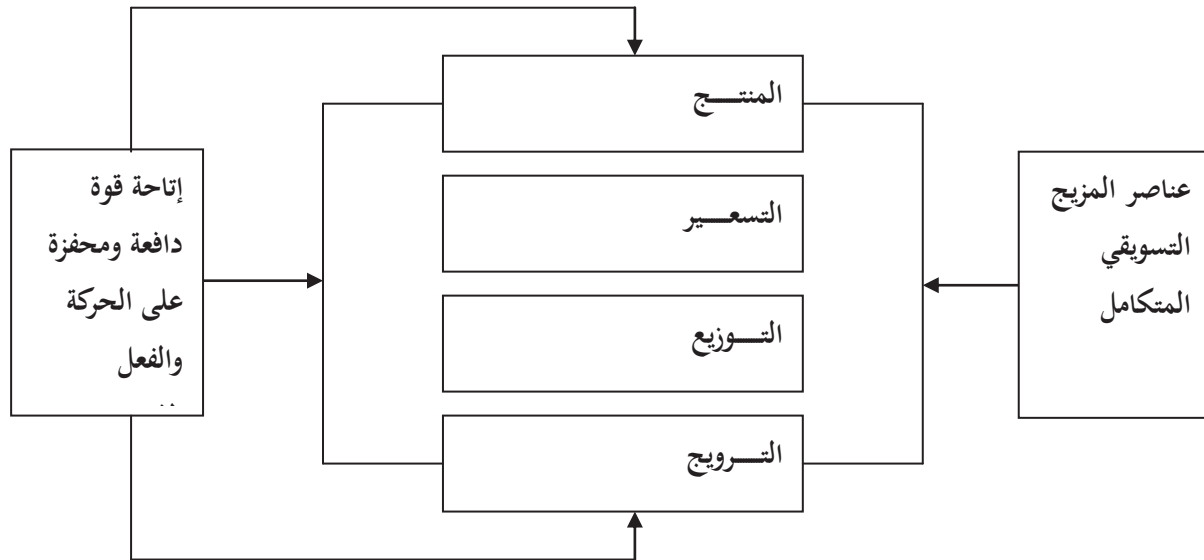 المنتـــج
عناصر المزيج
التسويقي
المتكامل
إتاحة قوة
دافعة ومحفزة
على الحركة
والفعل
التسعـــير
التـــوزيع
التـــرويج